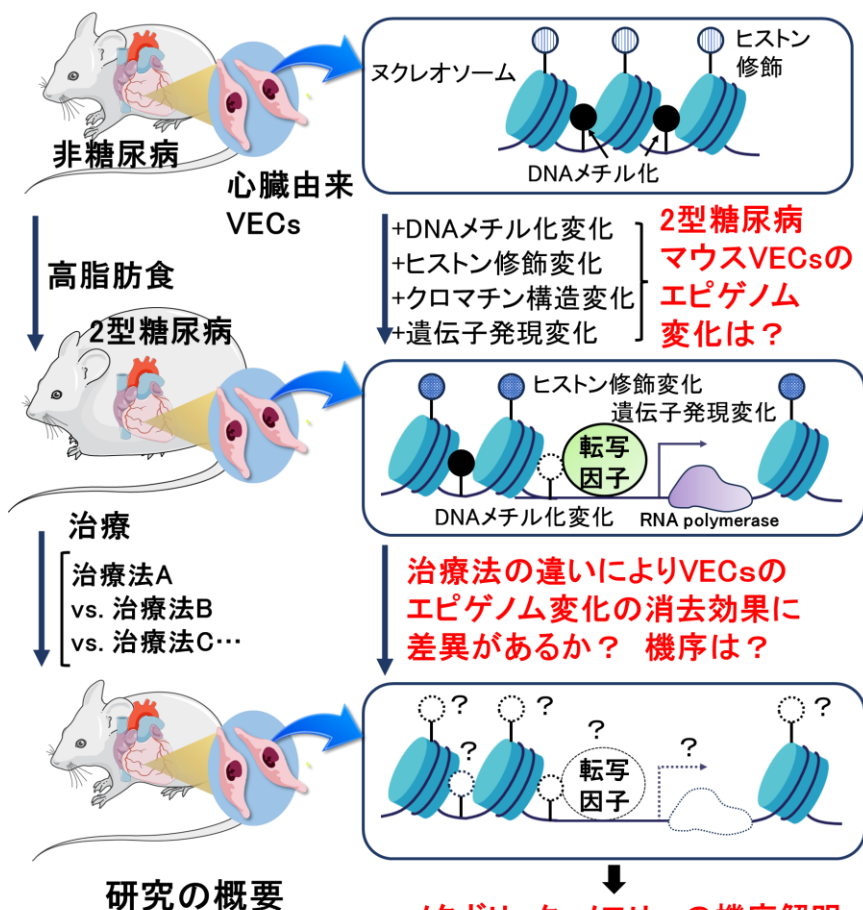 ヌクレオソーム
ヒストン
修飾
DNAメチル化
非糖尿病
心臓由来
VECs
高脂肪食
+DNAメチル化変化
+ヒストン修飾変化
+クロマチン構造変化
+遺伝子発現変化
2型糖尿病
マウスVECsの
エピゲノム
変化は？
2型糖尿病
ヒストン修飾変化
遺伝子発現変化
転写
因子
DNAメチル化変化
RNA polymerase
治療
治療法A
vs. 治療法B
vs. 治療法C…
治療法の違いによりVECsの
エピゲノム変化の消去効果に
差異があるか？ 機序は？
？
？
？
？
？
？
転写
因子
研究の概要